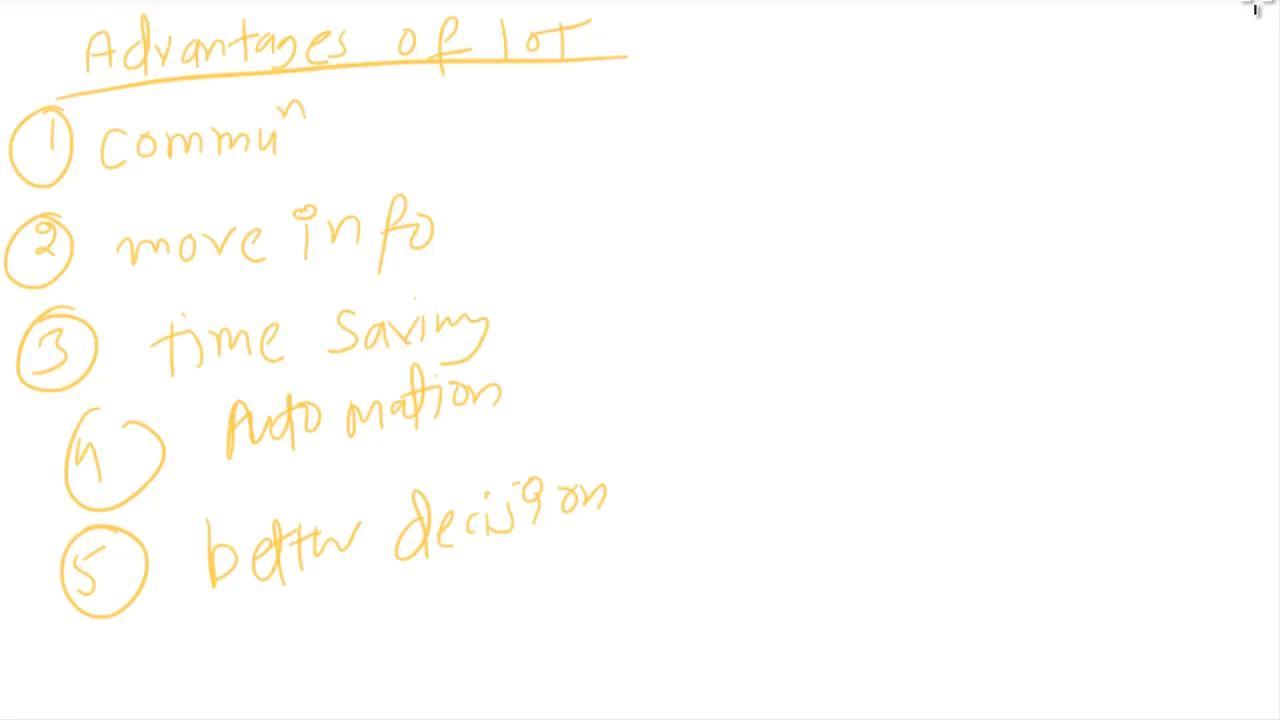 Advantages of IoT
① commuⁿ
② more info
③ time saving
④ Automation
⑤ better decision